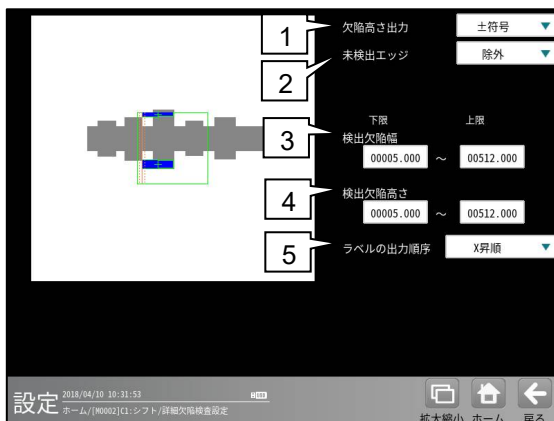 1
欠陥高さ出力
±符号
2
未検出エッジ
除外
下限
上限
3
検出欠陥幅
00005.000
～
00512.000
4
検出欠陥高さ
00005.000
～
00512.000
5
ラベルの出力順序
X昇順
設定
2018/04/10 10:31:53
ホーム/[M0002]C1:シフト/詳細欠陥検査設定
拡大縮小
ホーム
戻る